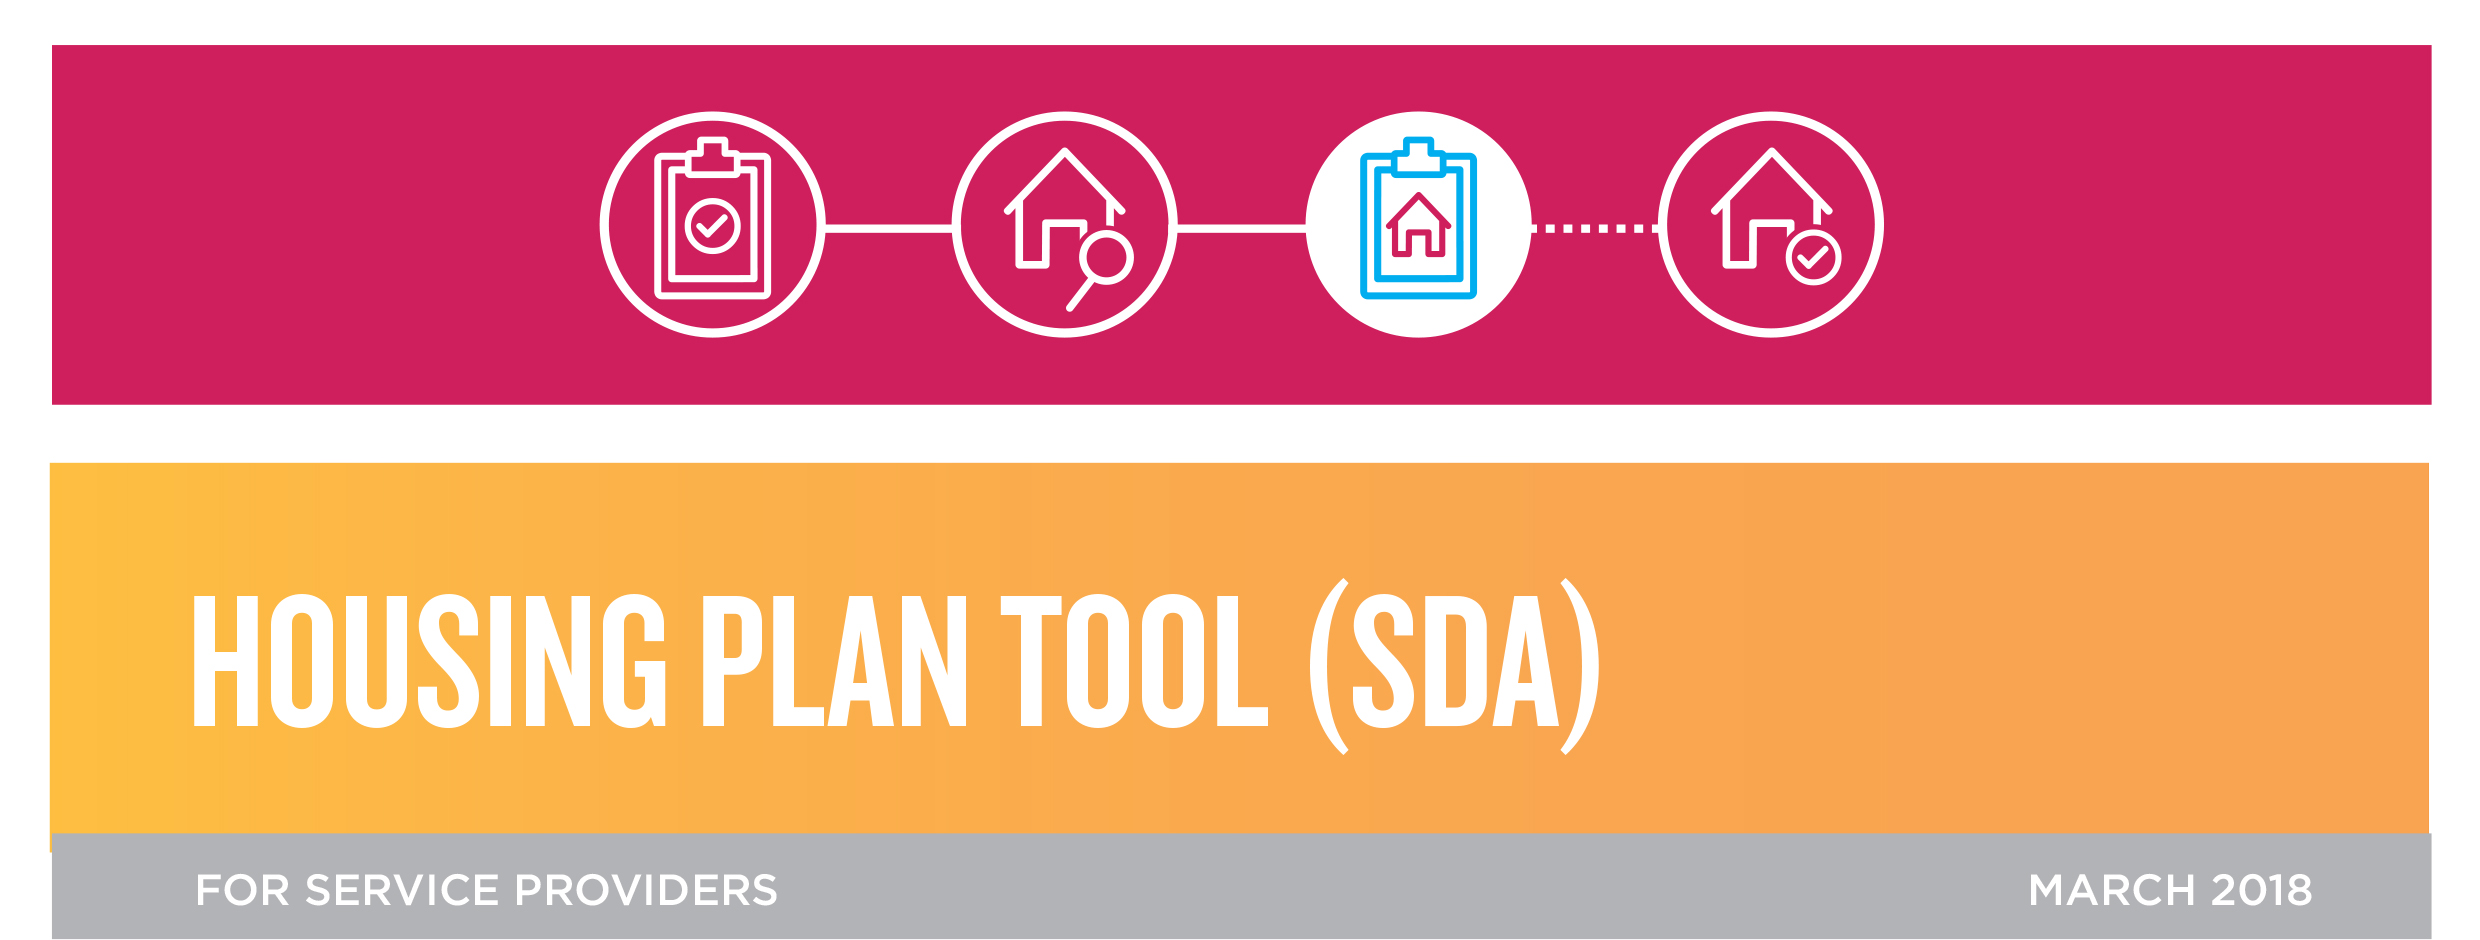 HOUSING PLAN TOOL (SDA)
FOR SERVICE PROVIDERS
MARCH 2018